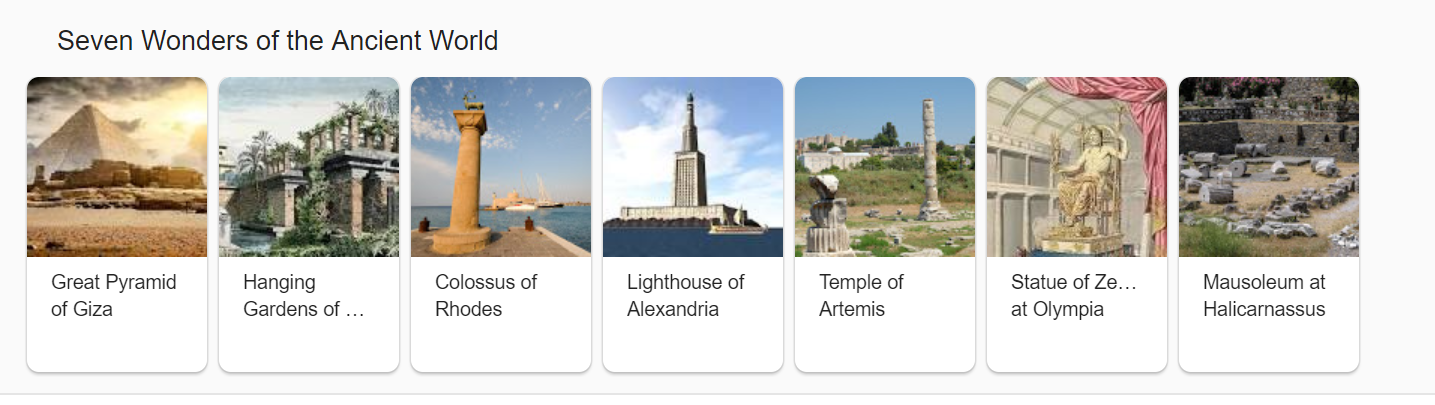 Seven Wonders of the Ancient World
Great Pyramid
of Giza
Hanging
Gardens of …
Colossus of
Rhodes
Lighthouse of
Alexandria
Temple of
Artemis
Statue of Ze…
at Olympia
Mausoleum at
Halicarnassus